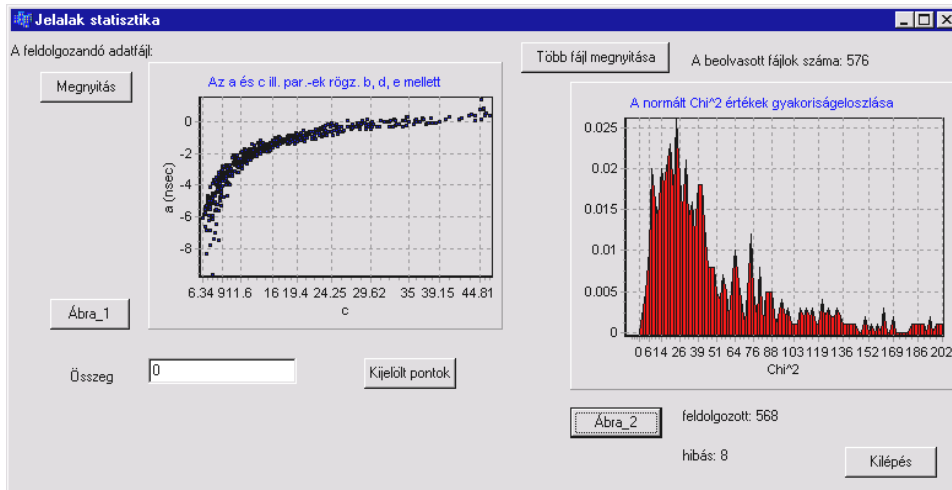 Jelalak statisztika
A feldolgozandó adatfájl:
Megnyitás
Az a és c ill. par.-ek rögz. b, d, e mellett
a (nsec)
0
-2
-4
-6
-8
6.34 9 11.6 16 19.4 24.25 29.62 35 39.15 44.81
c
Ábra_1
Összeg
0
Kijelölt pontok
Több fájl megnyitása
A beolvasott fájlok száma: 576
A normált Chi^2 értékek gyakoriságeloszlása
0.025
0.02
0.015
0.01
0.005
0
0 6 14 26 39 51 64 76 88 103 119 136 152 169 186 202
Chi^2
Ábra_2
feldolgozott: 568
hibás: 8
Kilépés